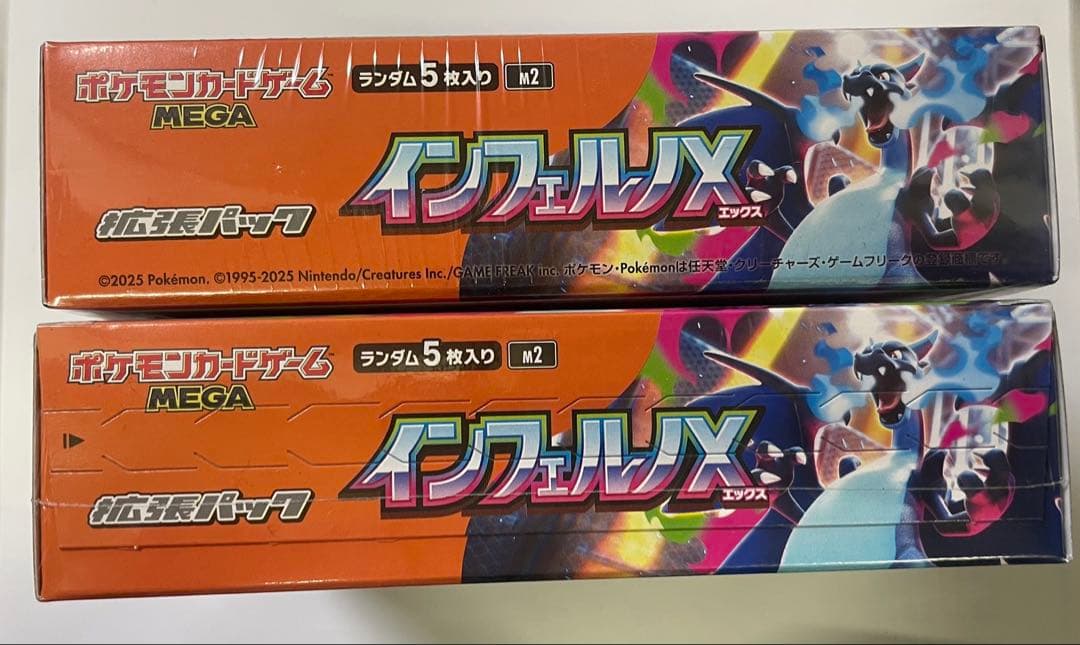 ポケモンカードゲーム
MEGA
ランダム5枚入り M2
インフェルノX
エックス
拡張パック
©2025 Pokémon. ©1995-2025 Nintendo/Creatures Inc./GAME FREAK inc. ポケモン・Pokémonは任天堂・クリーチャーズ・ゲームフリークの登録商標です。
ポケモンカードゲーム
MEGA
ランダム5枚入り M2
インフェルノX
エックス
拡張パック